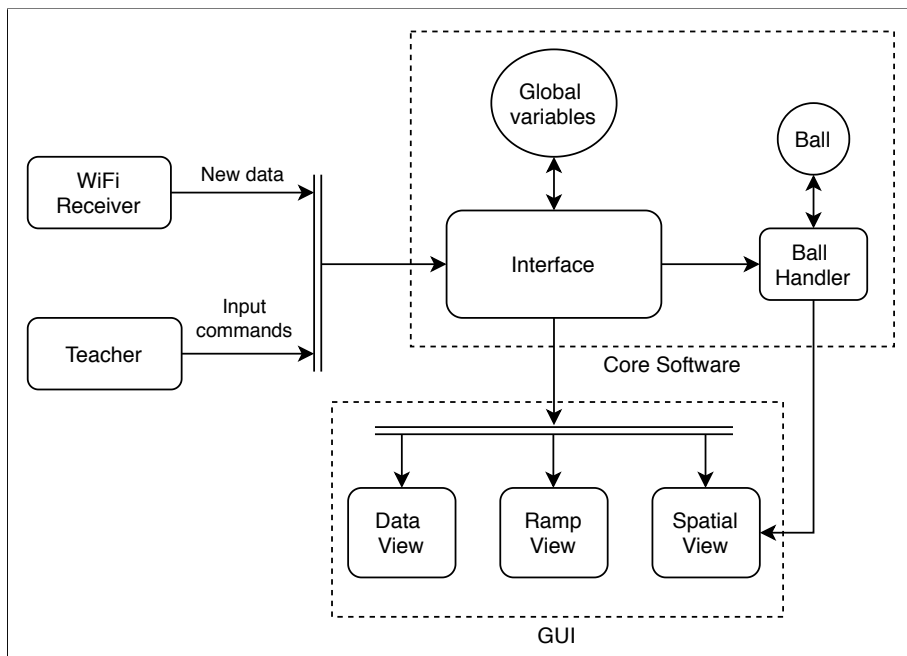 Global
variables
Ball
WiFi
Receiver
New data
Interface
Ball
Handler
Input
commands
Teacher
Core Software
Data
View
Ramp
View
Spatial
View
GUI